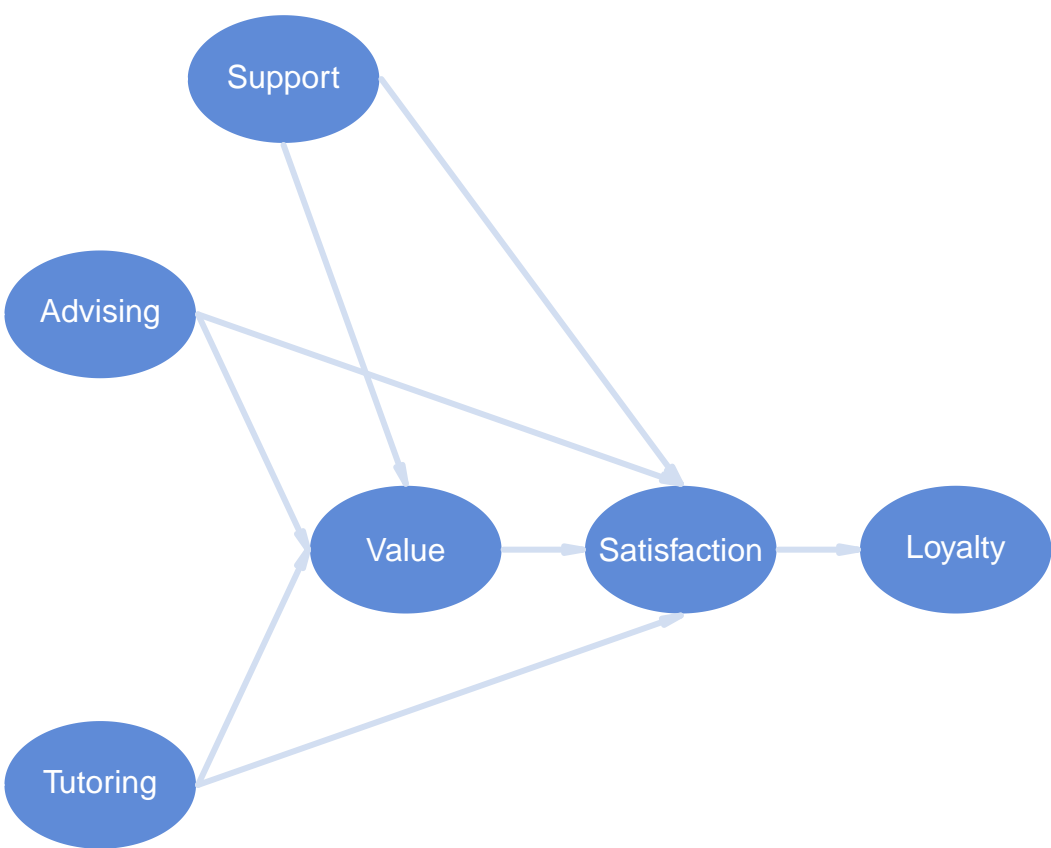 Support
Advising
Value
Satisfaction
Loyalty
Tutoring